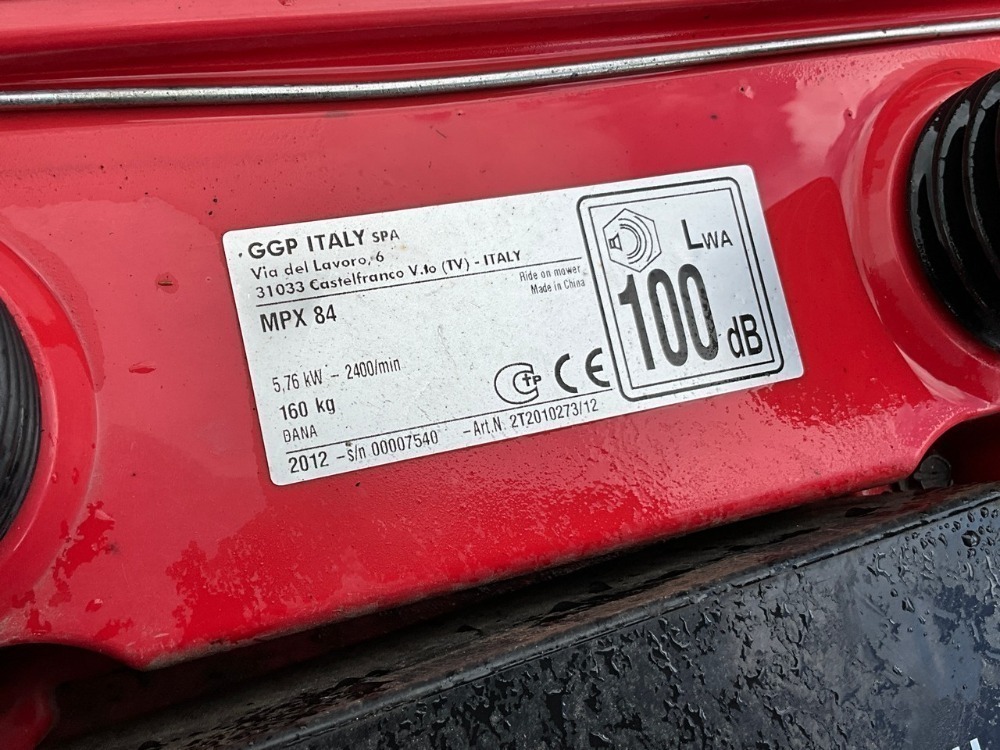 GGP ITALY SPA
Via del Lavoro, 6
31033 Castelfranco V.to (TV) - ITALY
MPX 84
Ride on mower
Made in China
5,76 kW - 2400/min
160 kg
DANA
2012 - s/n 00007540 - Art.N. 2T2010273/12
TP CE
LWA
100 dB